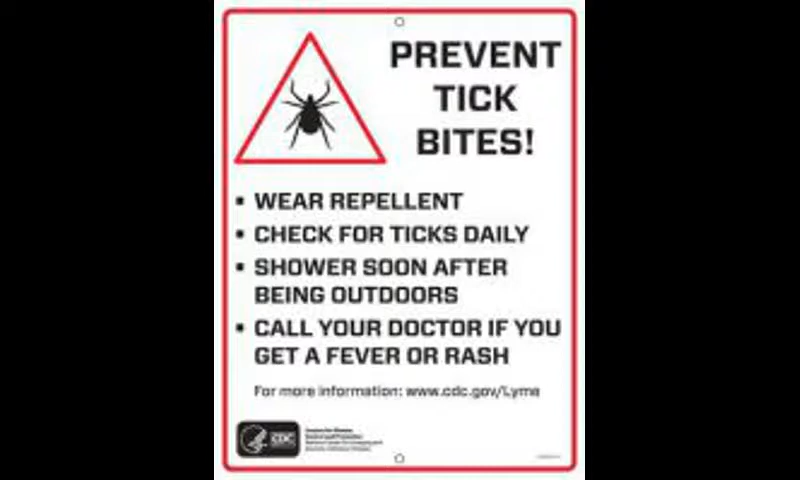 PREVENT
TICK
BITES!
▪ WEAR REPELLENT
▪ CHECK FOR TICKS DAILY
▪ SHOWER SOON AFTER
BEING OUTDOORS
▪ CALL YOUR DOCTOR IF YOU
GET A FEVER OR RASH
For more information: www.cdc.gov/Lyme
CDC